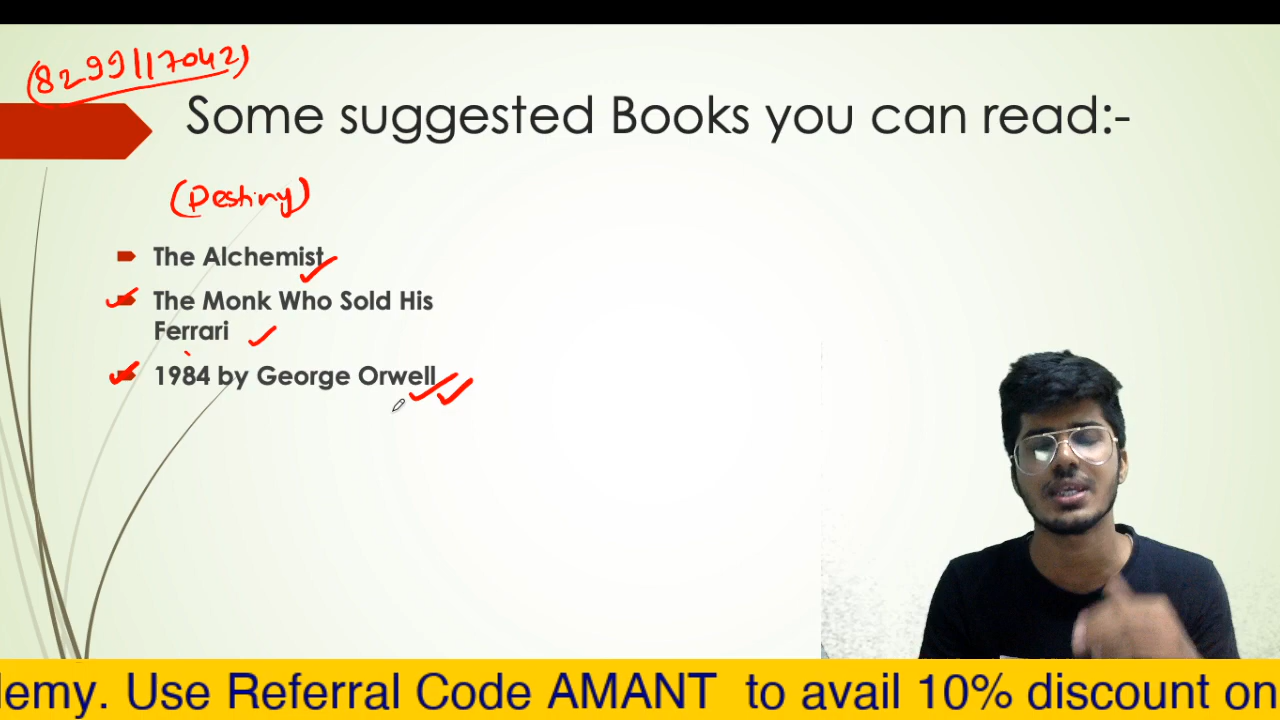 (8299117042)
Some suggested Books you can read:-
(Destiny)
The Alchemist
The Monk Who Sold His
Ferrari
1984 by George Orwell
lemy. Use Referral Code AMANT to avail 10% discount on